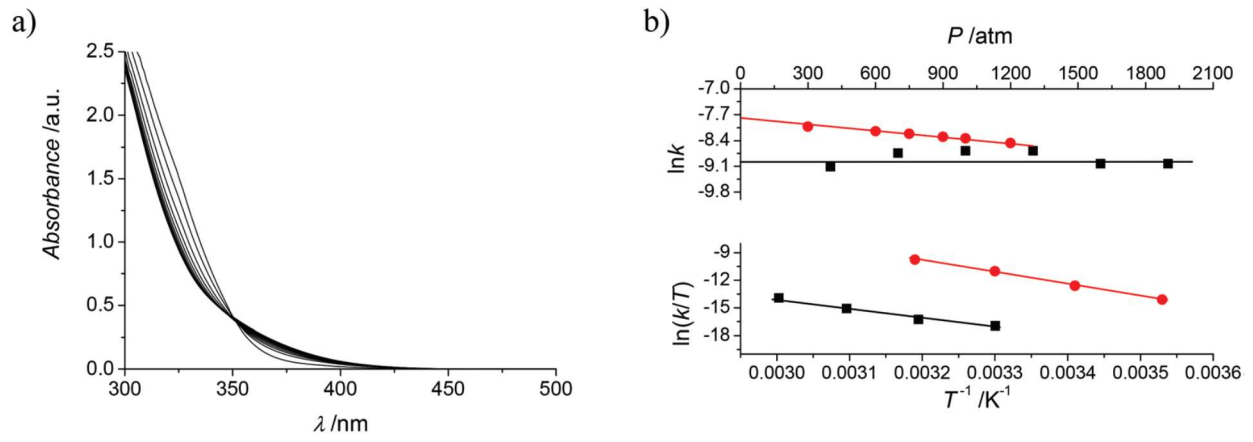 a)
Absorbance /a.u.
2.5
2.0
1.5
1.0
0.5
0.0
300 350 400 450 500
λ /nm
b)
P /atm
0 300 600 900 1200 1500 1800 2100
lnk
-7.0
-7.7
-8.4
-9.1
-9.8
ln(k/T)
-9
-12
-15
-18
0.0030 0.0031 0.0032 0.0033 0.0034 0.0035 0.0036
T⁻¹ /K⁻¹